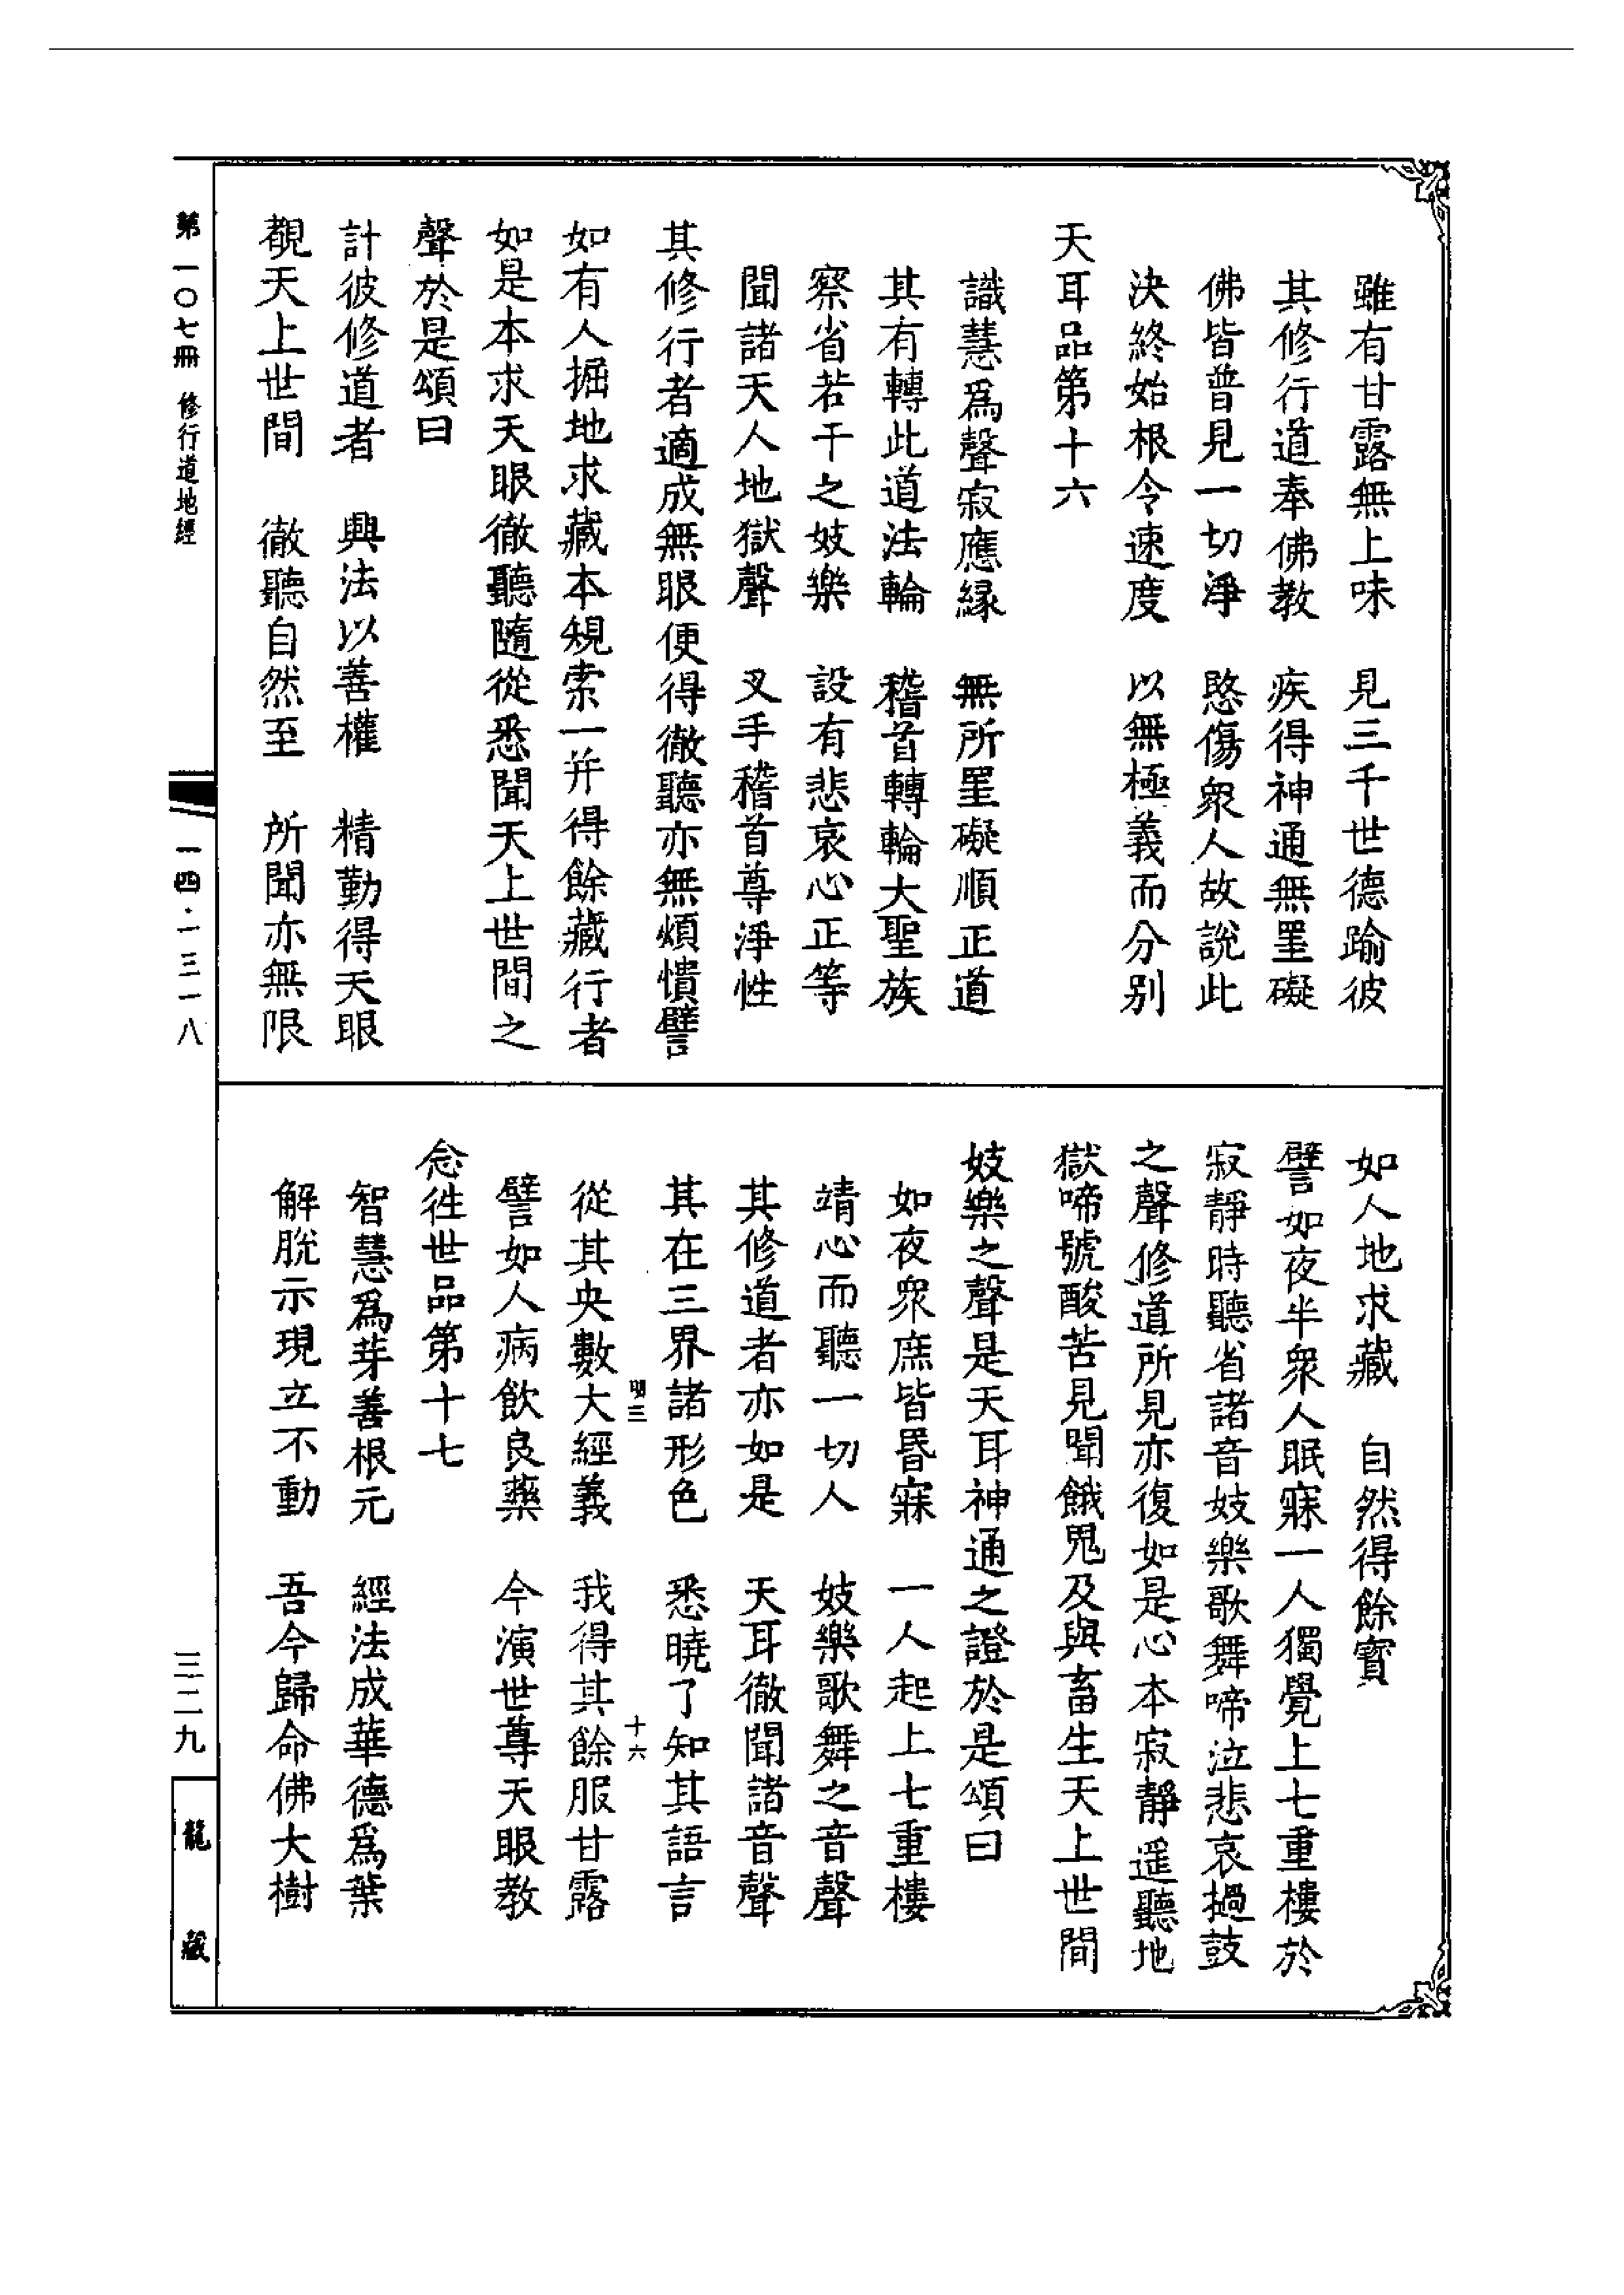 雖有甘露無上味　見三千世德踰彼
其修行道奉佛教　疾得神通無罣礙
佛皆普見一切淨　愍傷衆人故說此
決終始根令速度　以無極義而分别
天耳品第十六
識慧爲聲寂應緣　無所罣礙順正道
其有轉此道法輪　稽首轉輪大聖族
察省若干之妓樂　設有悲哀心正等
聞諸天人地獄聲　叉手稽首尊淨性
其修行者適成無眼便得徹聽亦無煩憒譬
如有人掘地求藏本規索一并得餘藏行者
如是本求天眼徹聽隨從悉聞天上世間之
聲於是頌曰
計彼修道者　興法以善權　精勤得天眼
覩天上世間　徹聽自然至　所聞亦無限
如人地求藏　自然得餘寶
譬如夜半衆人眠寐一人獨覺上七重樓於
寂靜時聽省諸音妓樂歌舞啼泣悲哀撾鼓
之聲修道所見亦復如是心本寂靜遥聽地
獄啼號酸苦見聞餓鬼及與畜生天上世間
妓樂之聲是天耳神通之證於是頌曰
如夜衆庶皆昬寐　一人起上七重樓
靖心而聽一切人　妓樂歌舞之音聲
其修道者亦如是　天耳徹聞諸音聲
其在三界諸形色　悉曉了知其語言
從其央數大經義　我得其餘服甘露
譬如人病飲良藥　今演世尊天眼教
念徃世品第十七
智慧爲芽善根元　經法成華德爲葉
解脫示現立不動　吾今歸命佛大樹
十六
第一〇七冊　修行道地經
一四·一三一八
三二九
龍藏